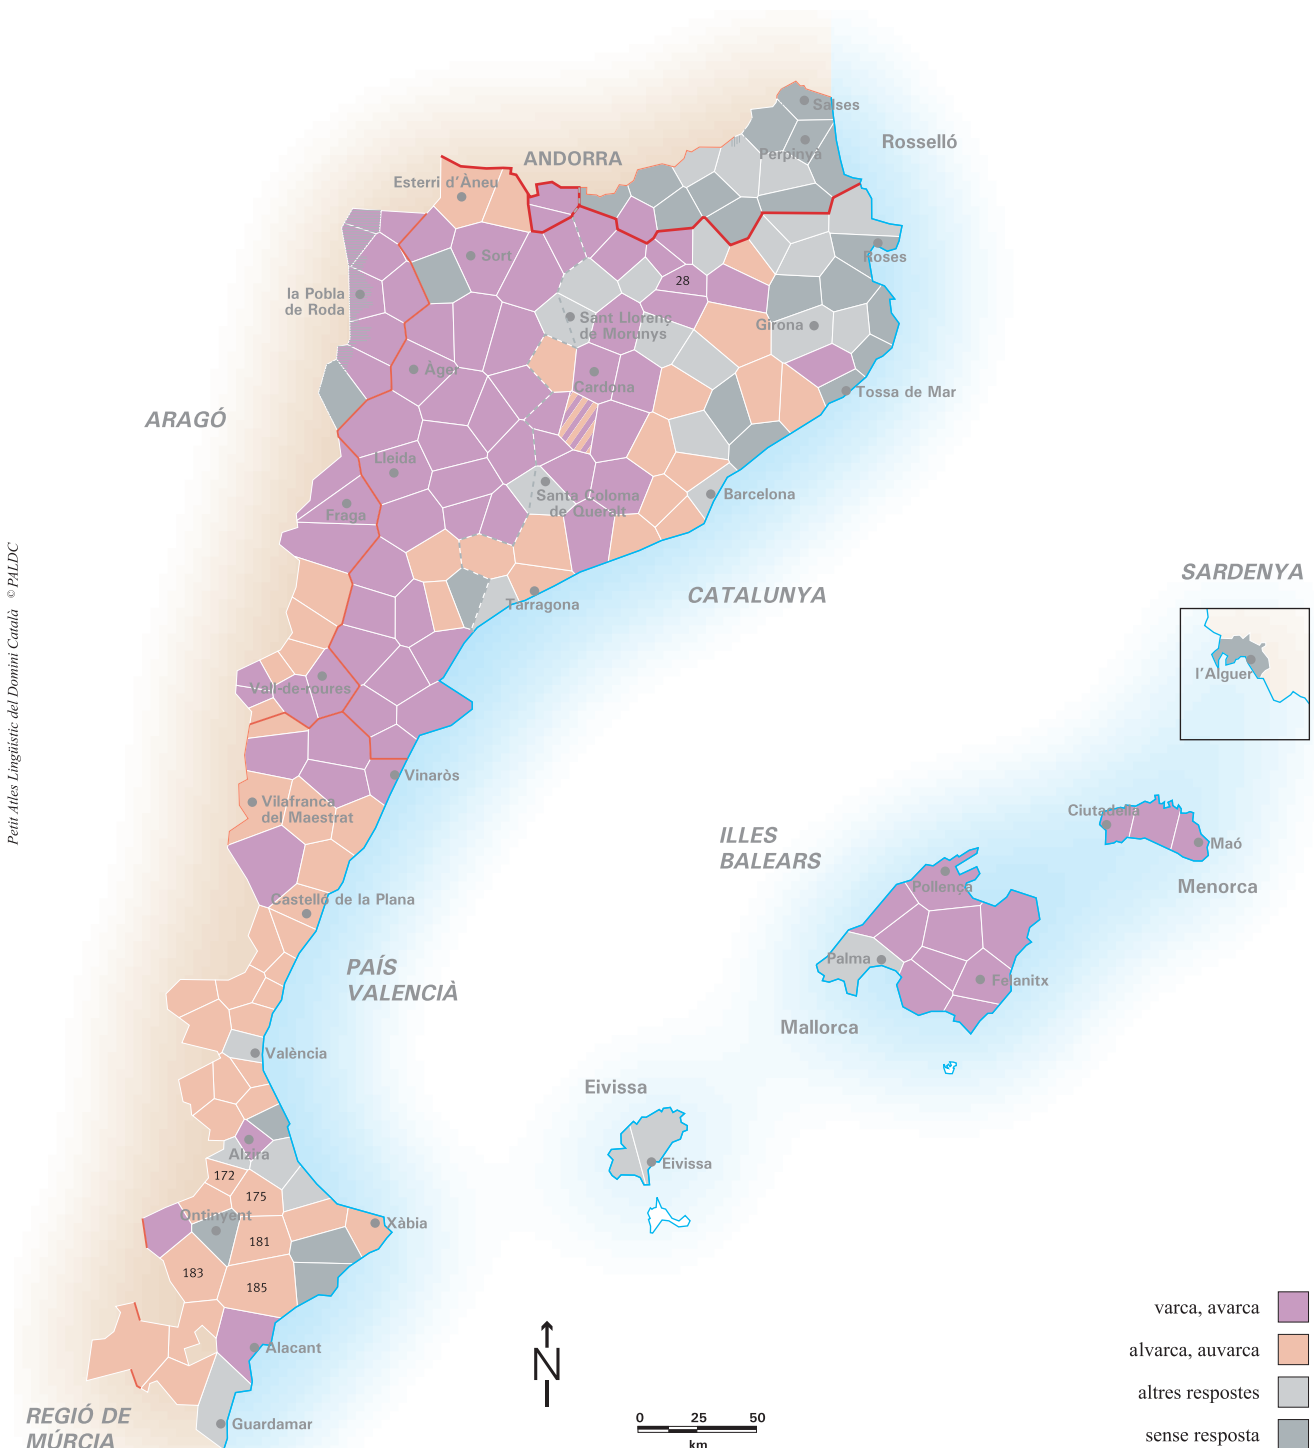 Salses
Rosselló
Perpinyà
ANDORRA
Esterri d'Àneu
Roses
Sort
28
la Pobla
de Roda
Sant Llorenç
de Morunys
Girona
Àger
Cardona
Tossa de Mar
ARAGÓ
Lleida
Santa Coloma
de Queralt
Barcelona
Fraga
Petit Atles Lingüístic del Domini Català © PALDC
SARDENYA
CATALUNYA
Tarragona
l'Alguer
Vall-de-roures
Vinaròs
Vilafranca
del Maestrat
Ciutadella
ILLES
BALEARS
Maó
Menorca
Pollença
Castelló de la Plana
PAÍS
VALENCIÀ
Palma
Felanitx
Mallorca
València
Eivissa
Alzira
Eivissa
172
175
Ontinyent
Xàbia
181
183
185
Alacant
N
REGIÓ DE
MÚRCIA
Guardamar
0 25 50
km
varca, avarca
alvarca, auvarca
altres respostes
sense resposta